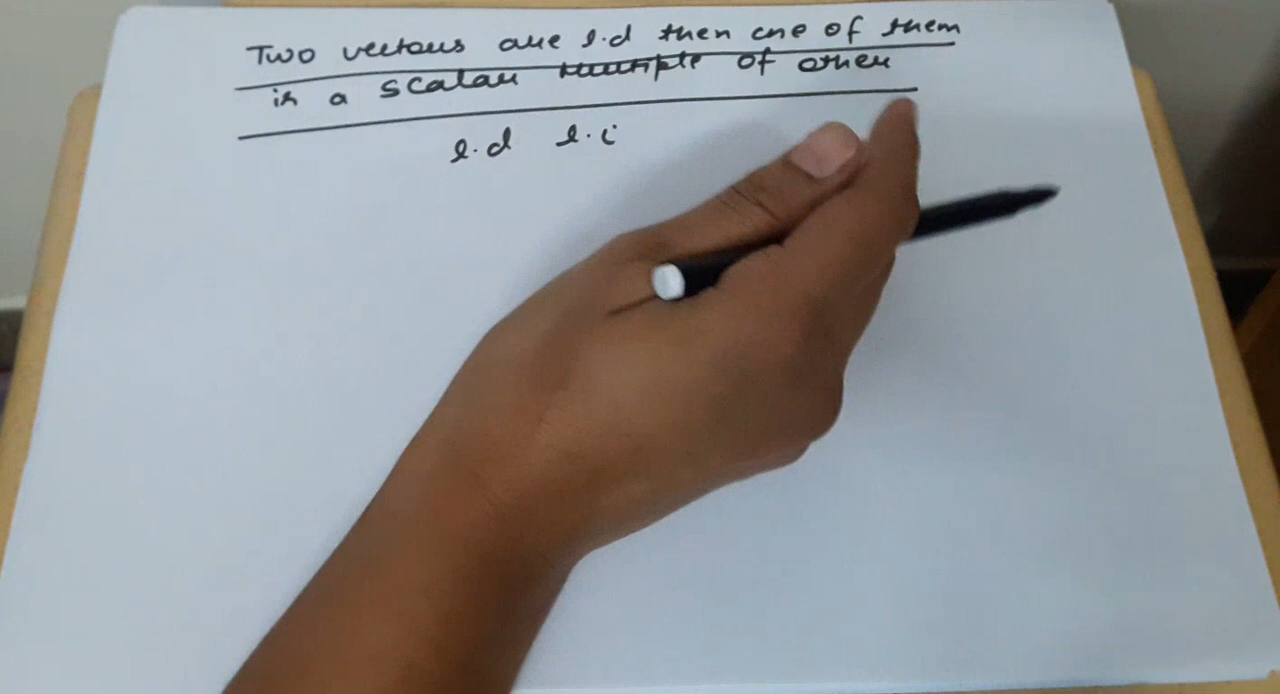 Two vectors are l.d then one of them
is a scalar multiple of other
l.d l.i